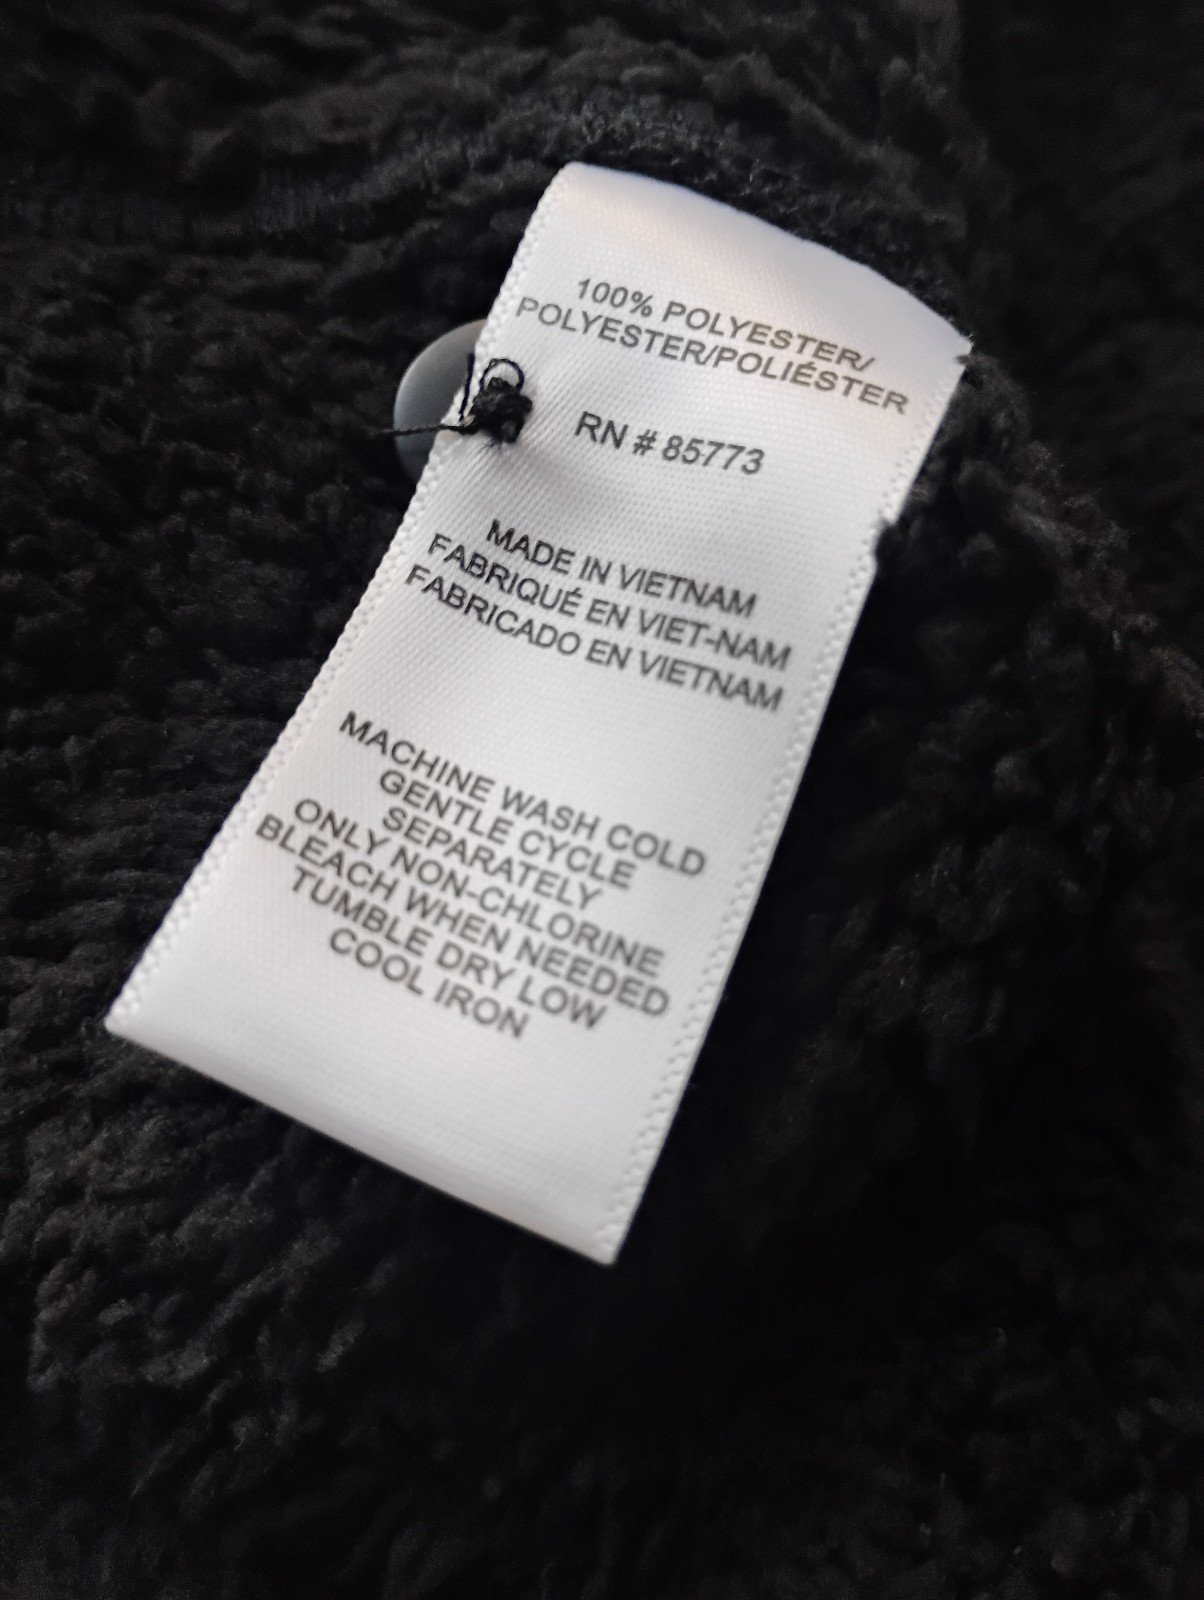 100% POLYESTER/
POLYESTER/POLIÉSTER
RN # 85773
MADE IN VIETNAM
FABRIQUÉ EN VIET-NAM
FABRICADO EN VIETNAM
MACHINE WASH COLD
GENTLE CYCLE
SEPARATELY
ONLY NON-CHLORINE
BLEACH WHEN NEEDED
TUMBLE DRY LOW
COOL IRON